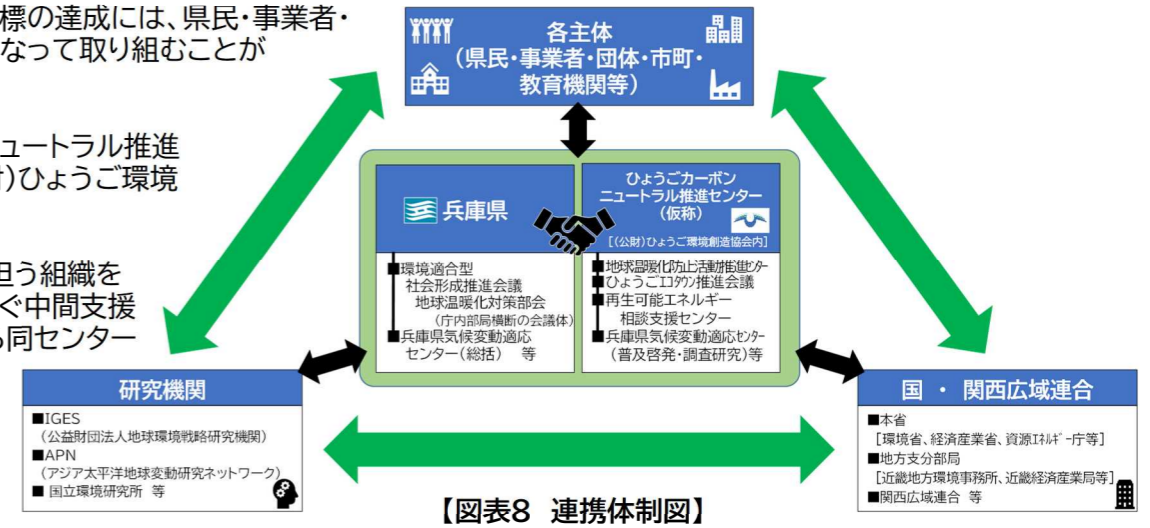 標の達成には、県民・事業者・
なって取り組むことが
ュートラル推進
財)ひょうご環境
担う組織を
ぐ中間支援
も同センター
各主体
(県民・事業者・団体・市町・
教育機関等)
兵庫県
■環境適合型
社会形成推進会議
地球温暖化対策部会
(庁内部局横断の会議体)
■兵庫県気候変動適応
センター(総括) 等
ひょうごカーボン
ニュートラル推進センター
(仮称)
[(公財)ひょうご環境創造協会内]
■地球温暖化防止活動推進センター
■ひょうごエコタウン推進会議
■再生可能エネルギー
相談支援センター
■兵庫県気候変動適応センター
(普及啓発・調査研究)等
研究機関
■IGES
(公益財団法人地球環境戦略研究機関)
■APN
(アジア太平洋地球変動研究ネットワーク)
■ 国立環境研究所 等
国 ・ 関西広域連合
■本省
[環境省、経済産業省、資源エネルギー庁等]
■地方支分部局
[近畿地方環境事務所、近畿経済産業局等]
■関西広域連合 等
【図表8 連携体制図】